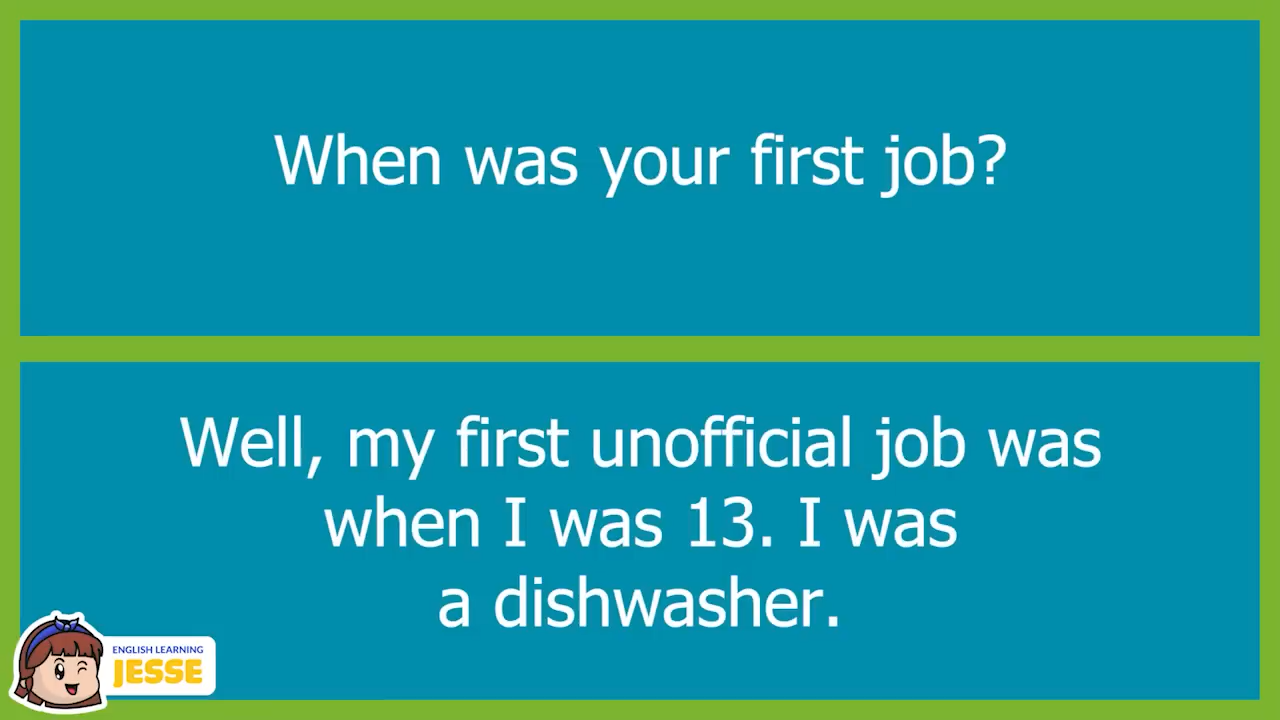 When was your first job?
Well, my first unofficial job was
when I was 13. I was
a dishwasher.
ENGLISH LEARNING
JESSE